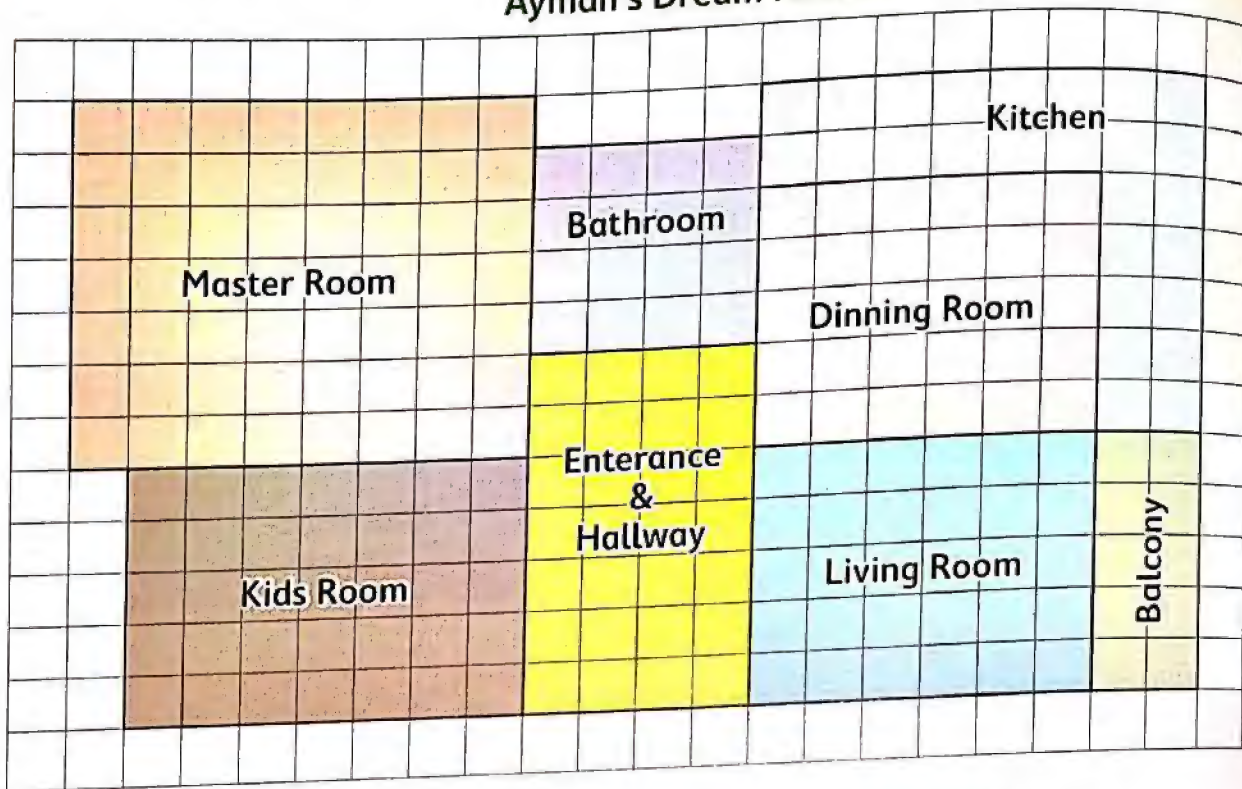 Ayman's Dream
Kitchen
Bathroom
Master Room
Dinning Room
Enterance
&
Hallway
Living Room
Kids Room
Balcony